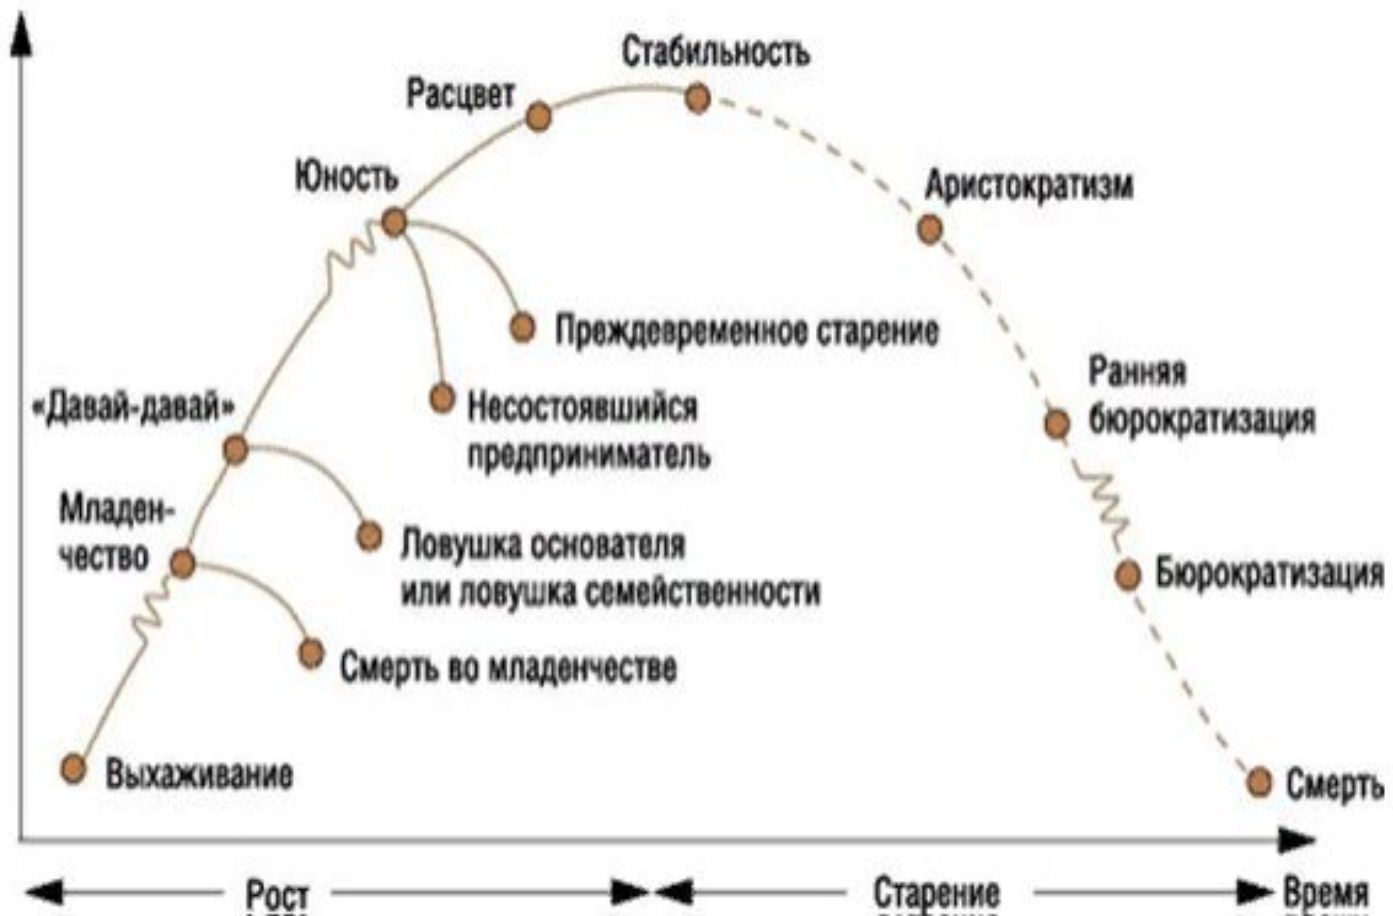 Стабильность
Расцвет
Юность
Аристократизм
Преждевременное старение
Ранняя
бюрократизация
«Давай-давай»
Несостоявшийся
предприниматель
Младен-
чество
Ловушка основателя
или ловушка семейственности
Бюрократизация
Смерть во младенчестве
Выхаживание
Смерть
Рост
Старение
Время